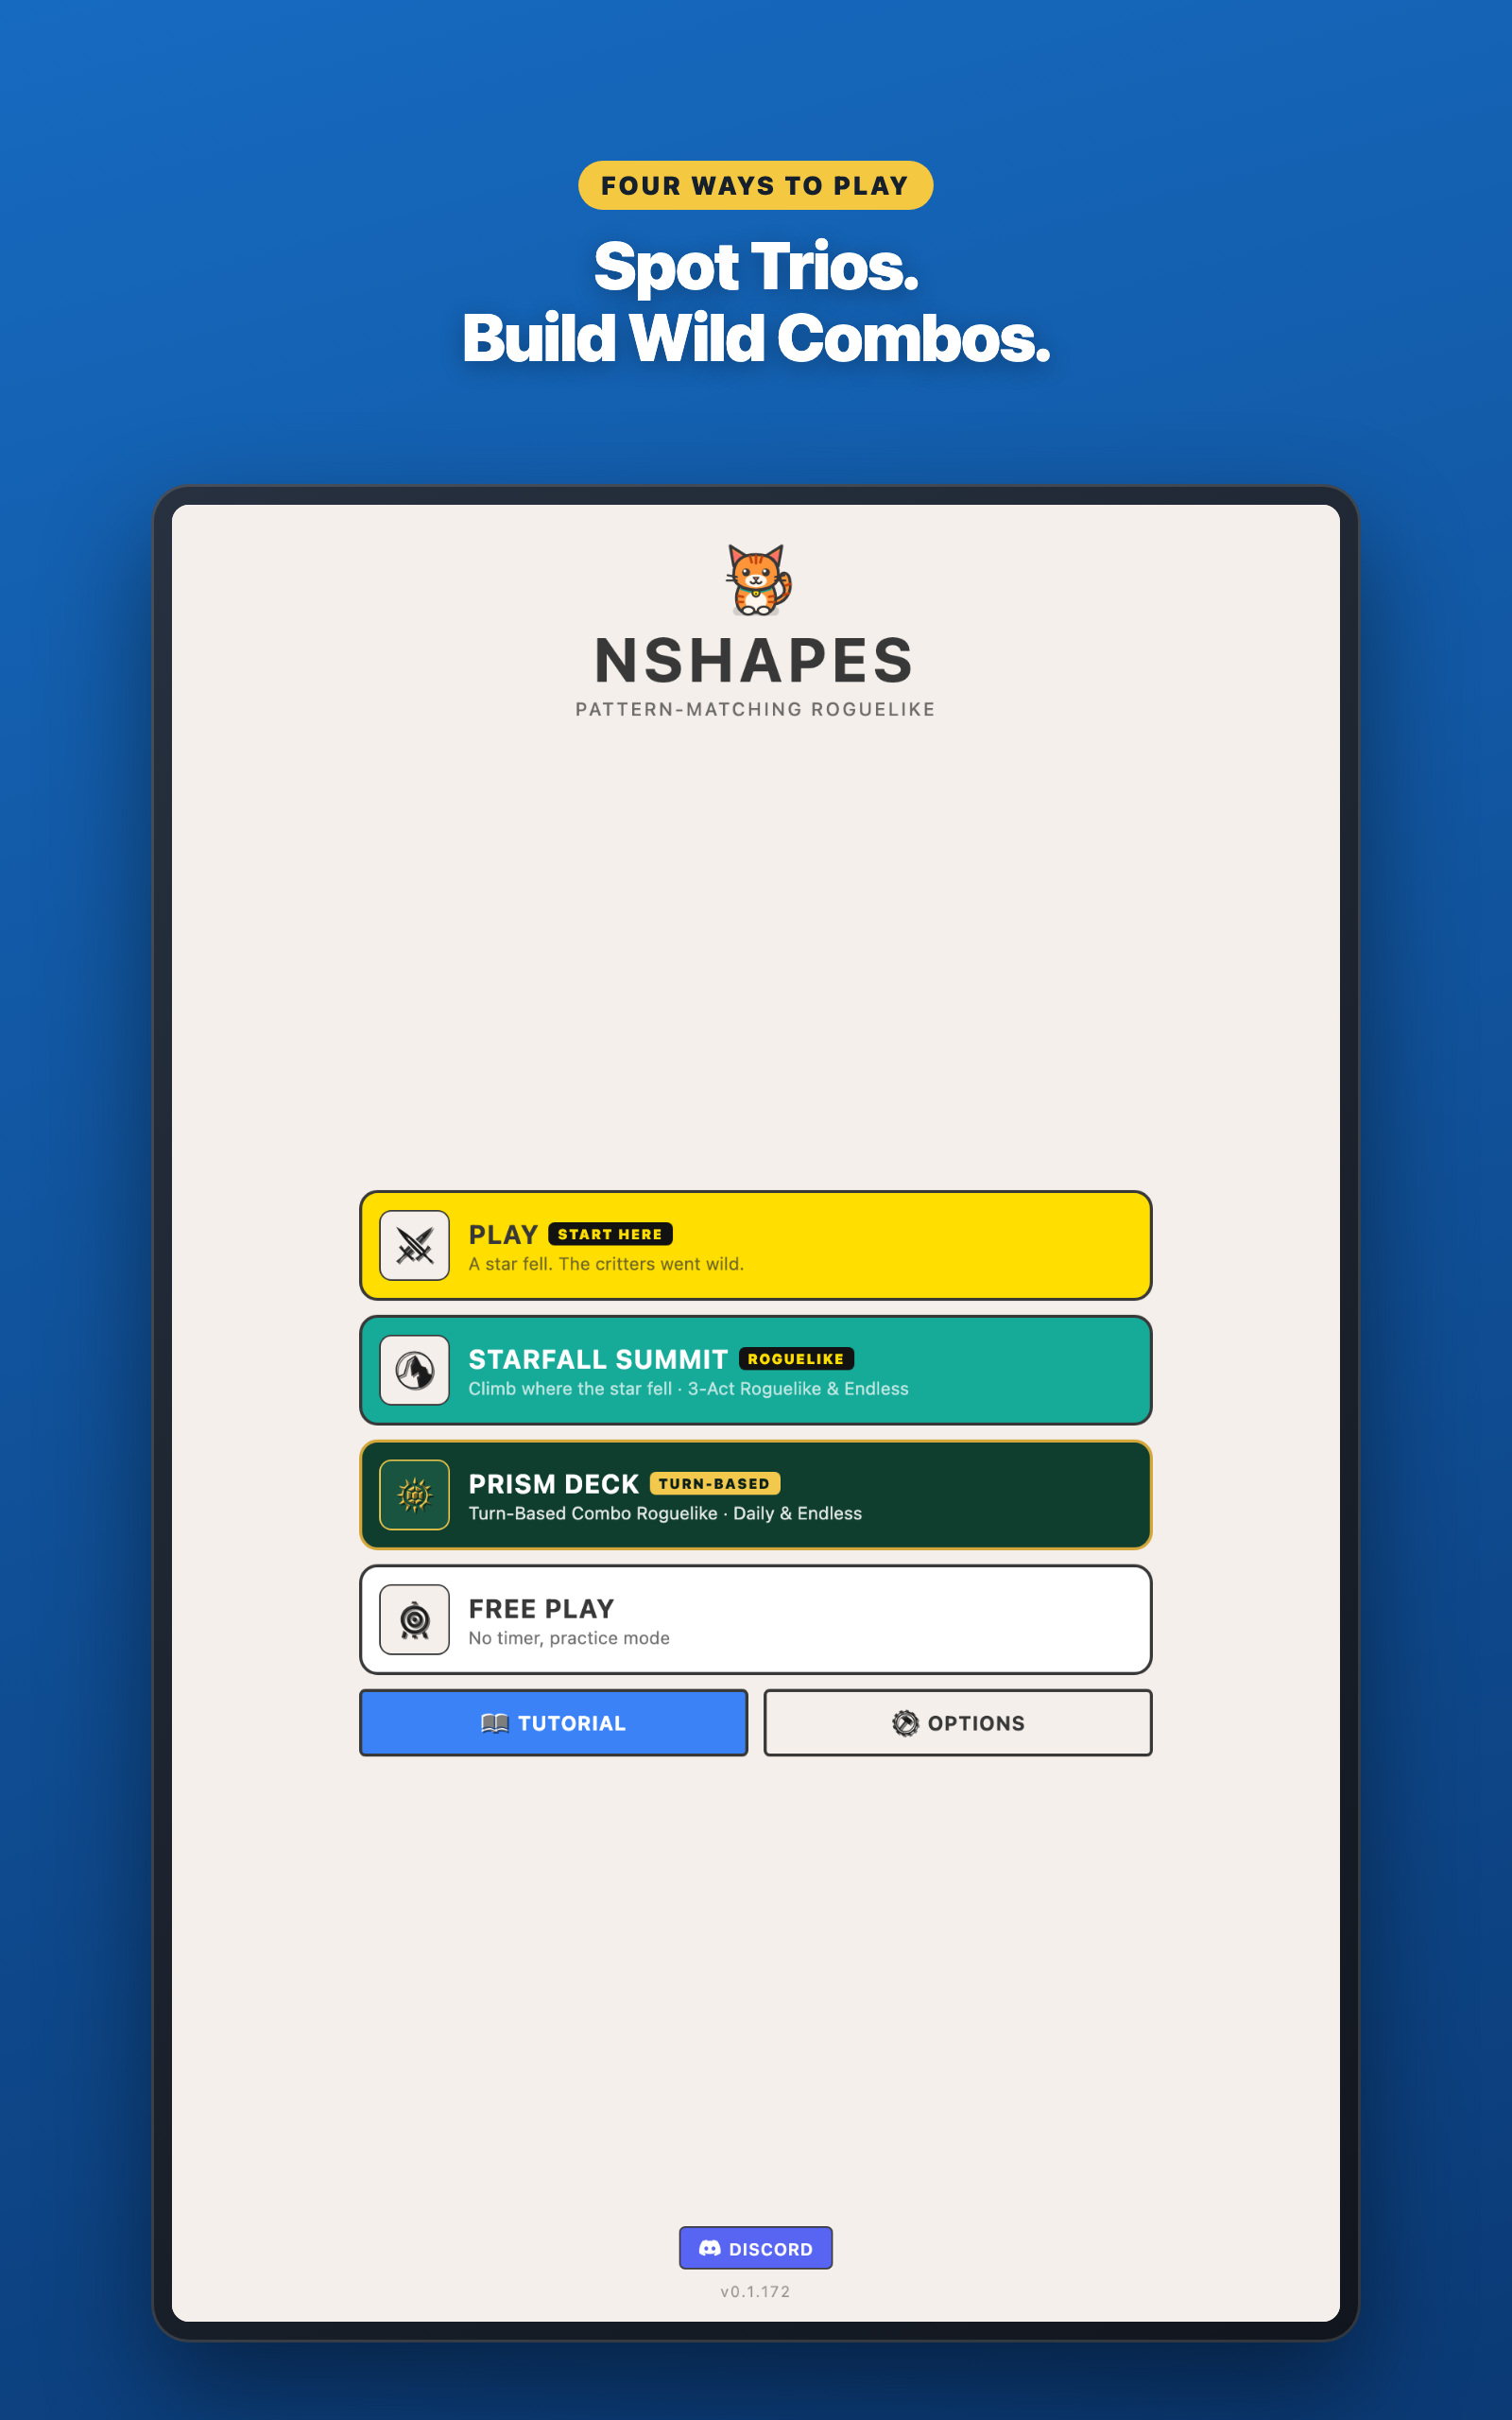 FOUR WAYS TO PLAY
Spot Trios.
Build Wild Combos.
NSHAPES
PATTERN-MATCHING ROGUELIKE
PLAY START HERE
A star fell. The critters went wild.
STARFALL SUMMIT ROGUELIKE
Climb where the star fell · 3-Act Roguelike & Endless
PRISM DECK TURN-BASED
Turn-Based Combo Roguelike · Daily & Endless
FREE PLAY
No timer, practice mode
TUTORIAL
OPTIONS
DISCORD
v0.1.172